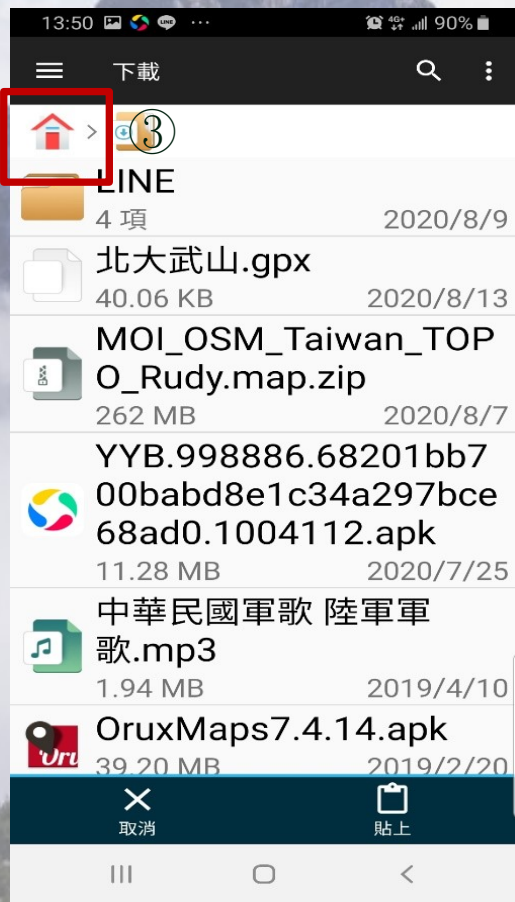 13:50 LINE ... 4G+ 90%
下載
③
LINE
4 項 2020/8/9
北大武山.gpx
40.06 KB 2020/8/13
MOI_OSM_Taiwan_TOP
O_Rudy.map.zip
262 MB 2020/8/7
YYB.998886.68201bb7
00babd8e1c34a297bce
68ad0.1004112.apk
11.28 MB 2020/7/25
中華民國軍歌 陸軍軍
歌.mp3
1.94 MB 2019/4/10
Oru
OruxMaps7.4.14.apk
39.20 MB 2019/2/20
取消 貼上